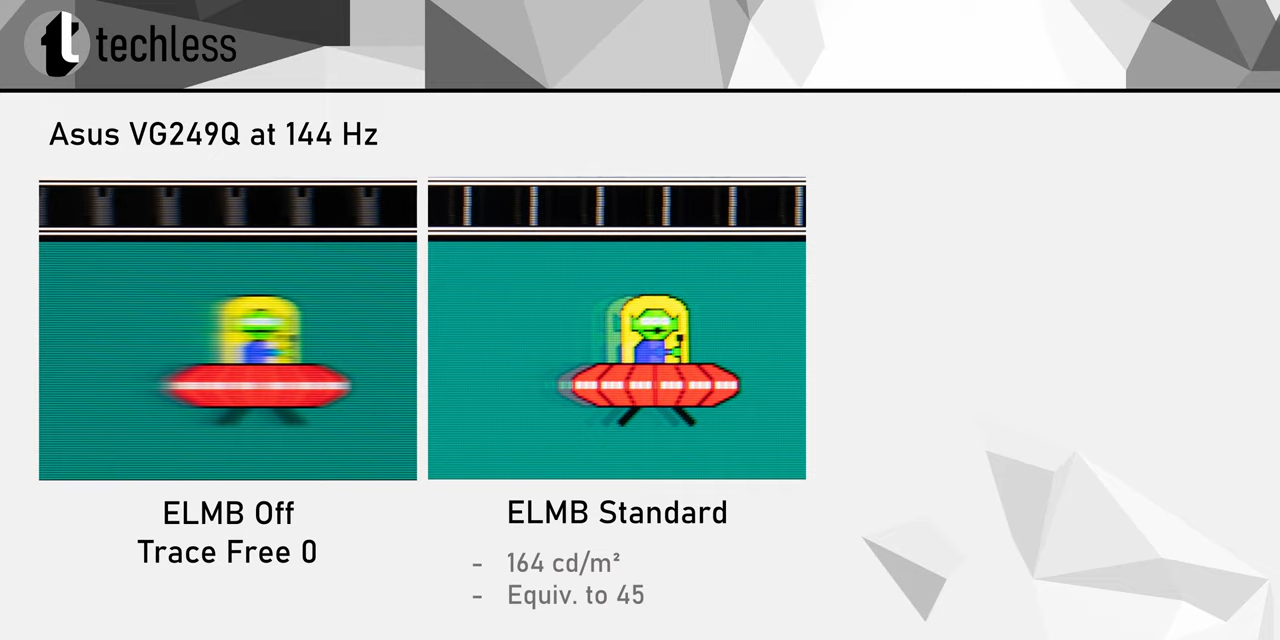 techless
Asus VG249Q at 144 Hz
ELMB Off
Trace Free 0
ELMB Standard
- 164 cd/m²
- Equiv. to 45